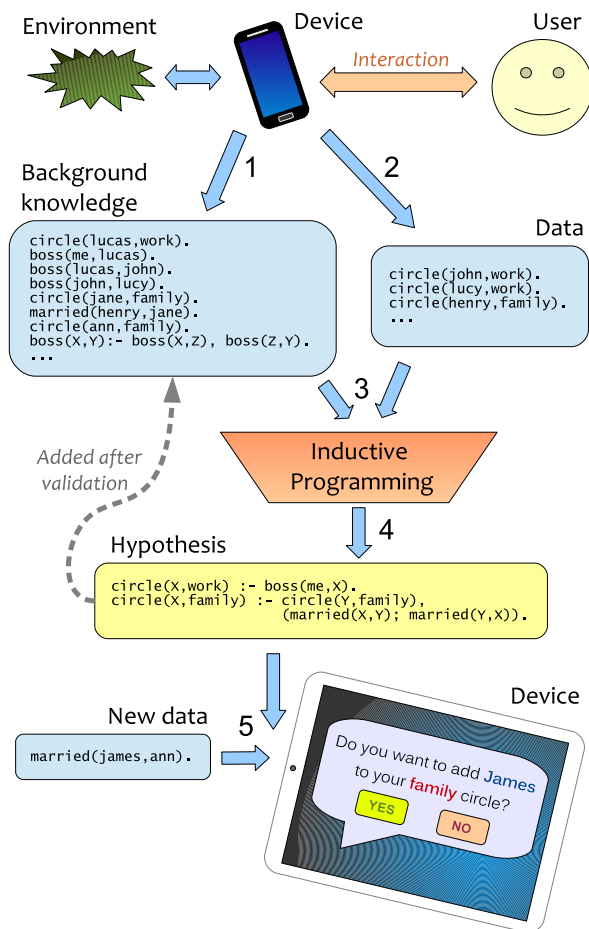 Environment
Device
User
Interaction
1
2
Background
knowledge
circle(lucas,work).
boss(me,lucas).
boss(lucas,john).
boss(john,lucy).
circle(jane,family).
married(henry,jane).
circle(ann,family).
boss(X,Y):- boss(X,Z), boss(Z,Y).
...
Data
circle(john,work).
circle(lucy,work).
circle(henry,family).
...
3
Added after
validation
Inductive
Programming
4
Hypothesis
circle(X,work) :- boss(me,X).
circle(X,family) :- circle(Y,family),
(married(X,Y); married(Y,X)).
New data
5
married(james,ann).
Device
Do you want to add James
to your family circle?
YES
NO